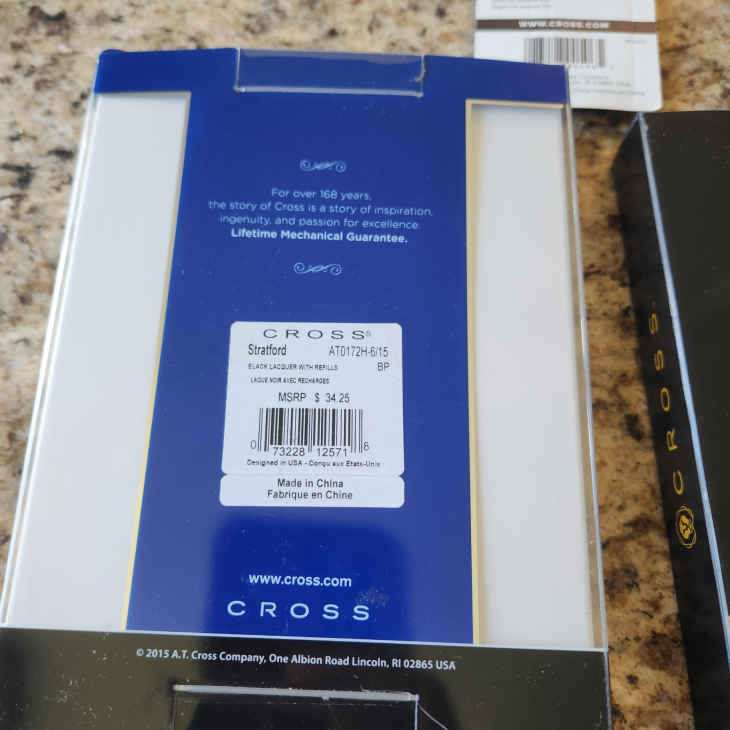 WWW.CROSS.COM
For over 168 years,
the story of Cross is a story of inspiration,
ingenuity, and passion for excellence.
Lifetime Mechanical Guarantee.
CROSS®
Stratford AT0172H-6/15
BLACK LACQUER WITH REFILLS BP
LAQUE NOIR AVEC RECHARGES
MSRP $ 34.25
0 73228 12571 8
Designed in USA - Conçu aux Etats-Unis
Made in China
Fabrique en Chine
www.cross.com
CROSS
© 2015 A.T. Cross Company, One Albion Road Lincoln, RI 02865 USA
CROSS